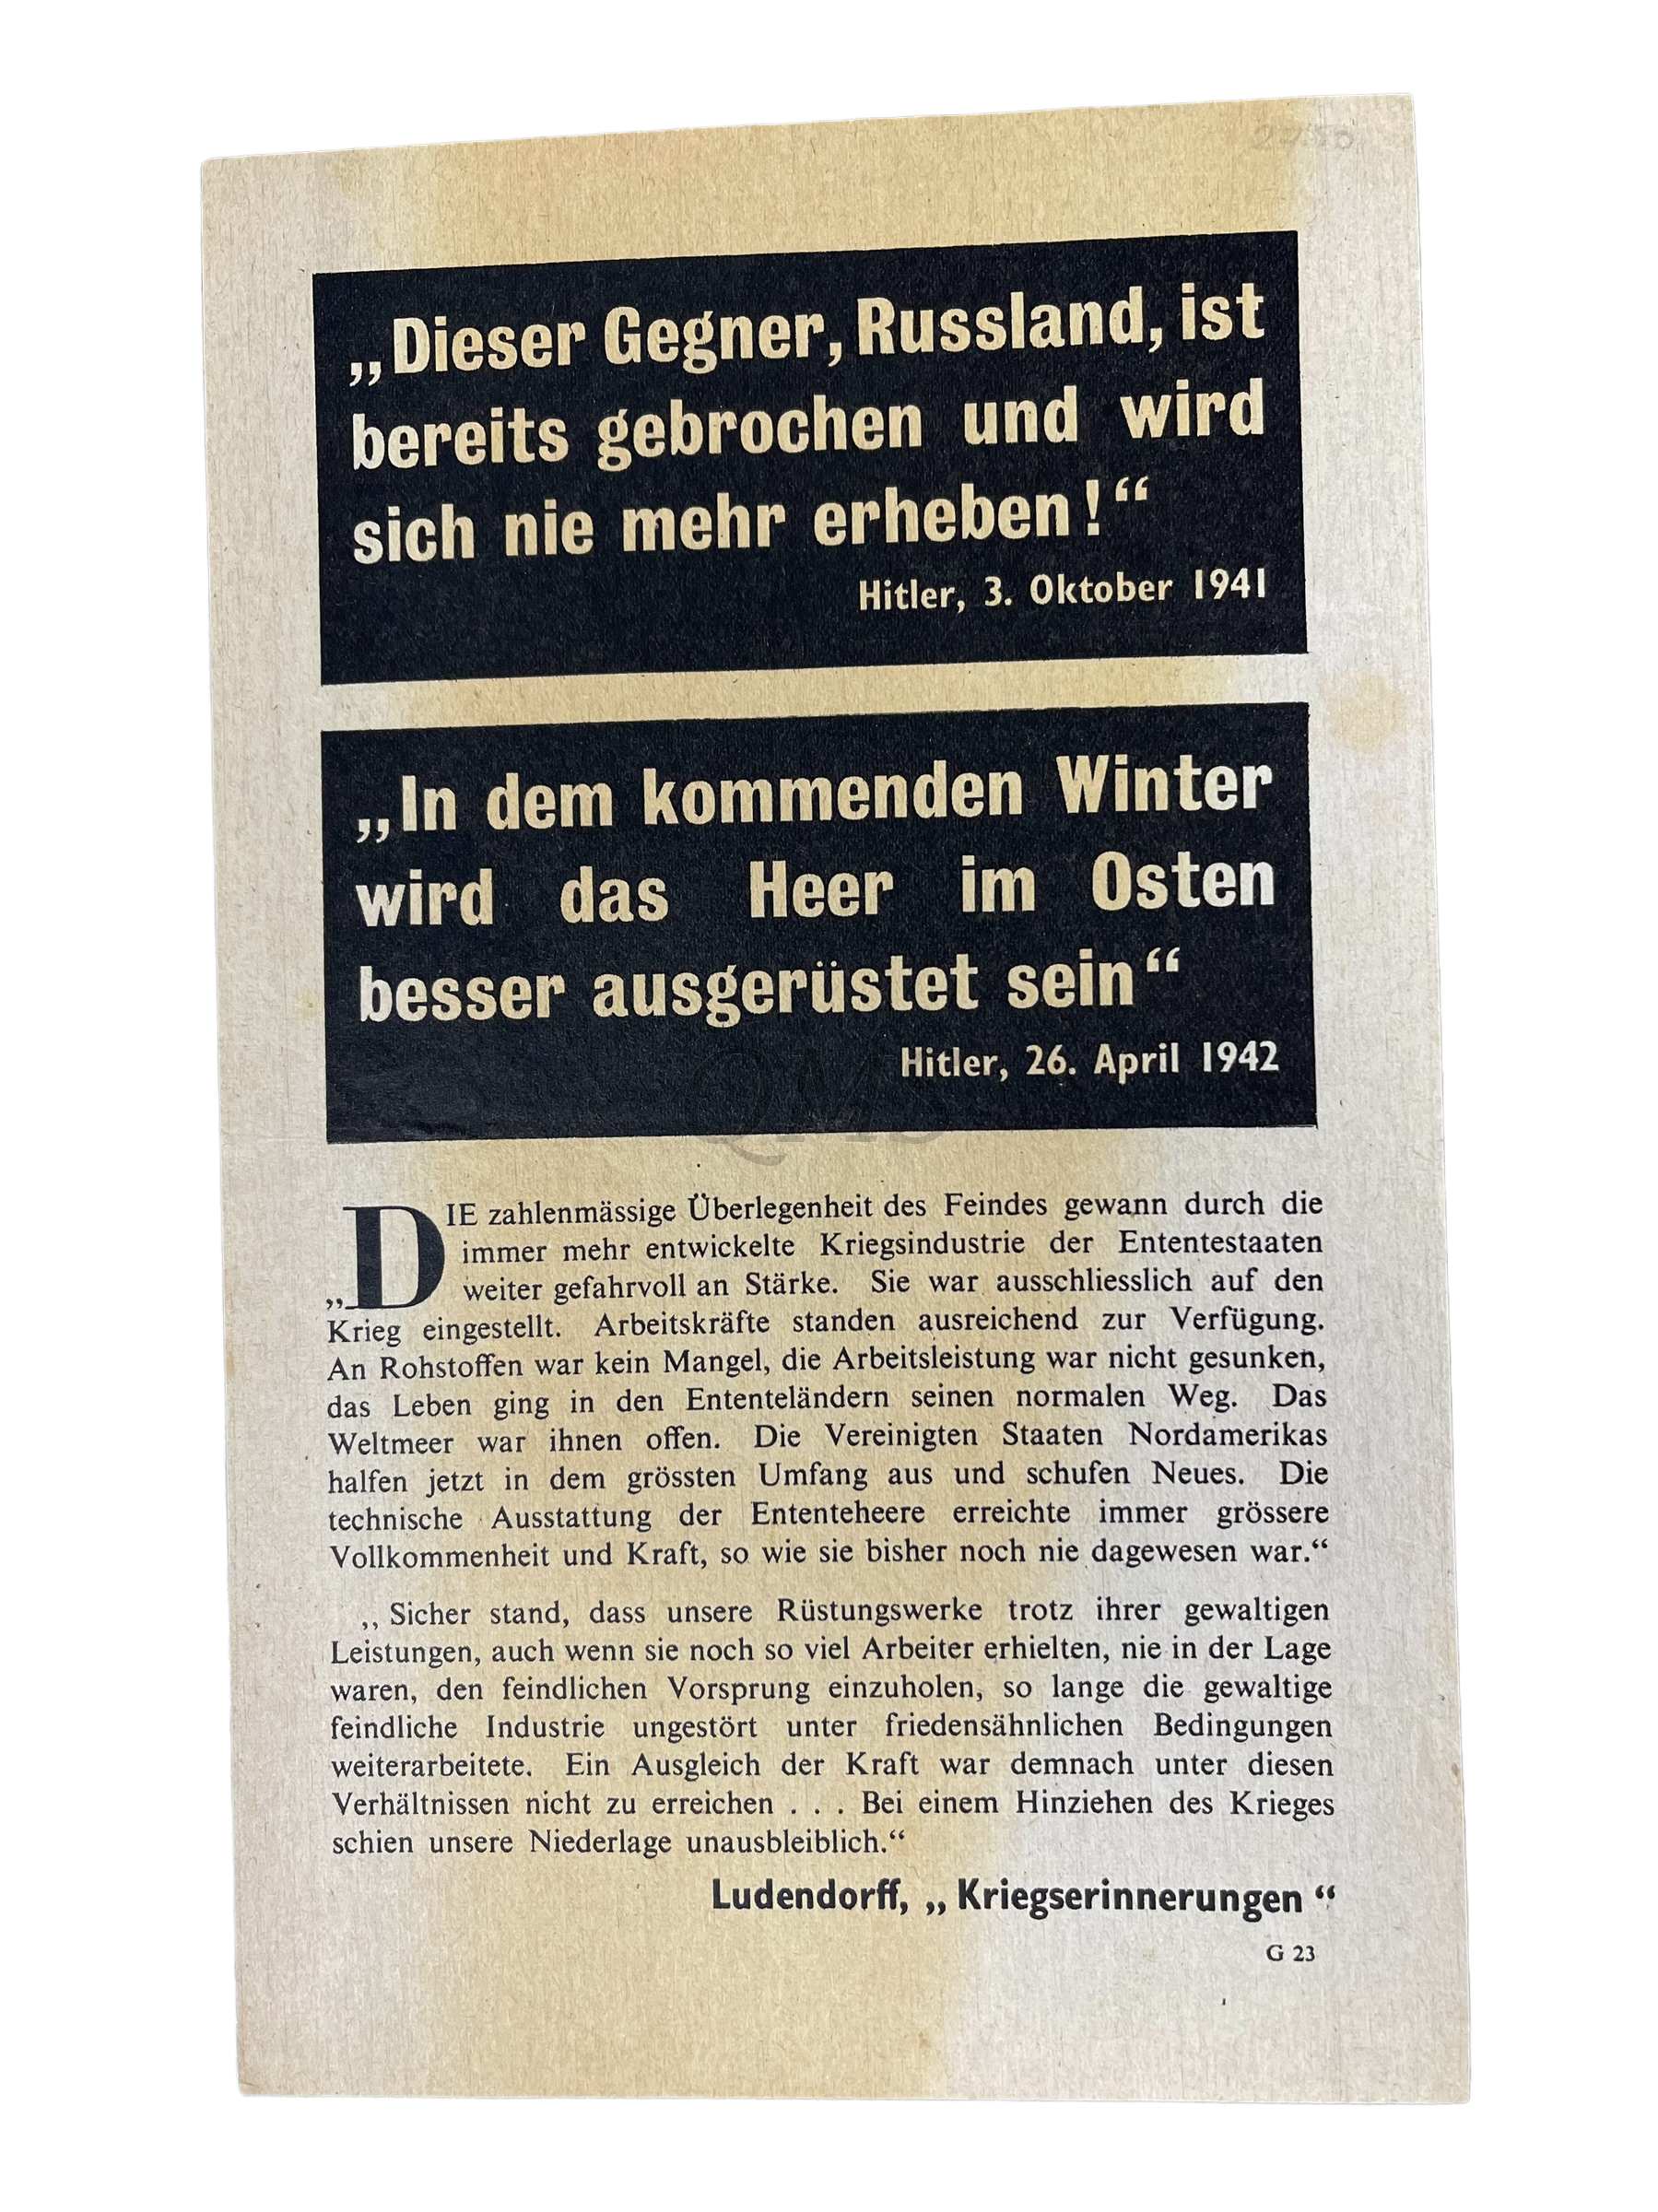 27.50
„Dieser Gegner, Russland, ist
bereits gebrochen und wird
sich nie mehr erheben!“
Hitler, 3. Oktober 1941
„In dem kommenden Winter
wird das Heer im Osten
besser ausgerüstet sein“
Hitler, 26. April 1942
QMS
„DIE zahlenmässige Überlegenheit des Feindes gewann durch die
immer mehr entwickelte Kriegsindustrie der Ententestaaten
weiter gefahrvoll an Stärke. Sie war ausschliesslich auf den
Krieg eingestellt. Arbeitskräfte standen ausreichend zur Verfügung.
An Rohstoffen war kein Mangel, die Arbeitsleistung war nicht gesunken,
das Leben ging in den Ententeländern seinen normalen Weg. Das
Weltmeer war ihnen offen. Die Vereinigten Staaten Nordamerikas
halfen jetzt in dem grössten Umfang aus und schufen Neues. Die
technische Ausstattung der Ententeheere erreichte immer grössere
Vollkommenheit und Kraft, so wie sie bisher noch nie dagewesen war.“
„Sicher stand, dass unsere Rüstungswerke trotz ihrer gewaltigen
Leistungen, auch wenn sie noch so viel Arbeiter erhielten, nie in der Lage
waren, den feindlichen Vorsprung einzuholen, so lange die gewaltige
feindliche Industrie ungestört unter friedensähnlichen Bedingungen
weiterarbeitete. Ein Ausgleich der Kraft war demnach unter diesen
Verhältnissen nicht zu erreichen . . . Bei einem Hinziehen des Krieges
schien unsere Niederlage unausbleiblich.“
Ludendorff, „Kriegserinnerungen“
G 23